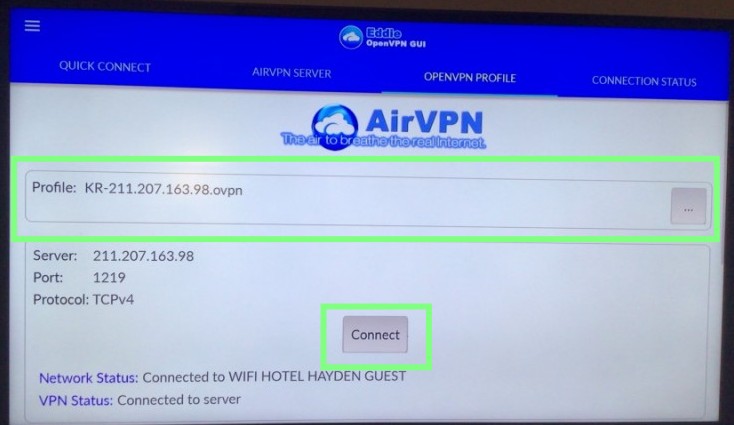 Eddie
OpenVPN GUI
QUICK CONNECT
AIRVPN SERVER
OPENVPN PROFILE
CONNECTION STATUS
AirVPN
The air to breathe the real Internet.
Profile: KR-211.207.163.98.ovpn
...
Server: 211.207.163.98
Port: 1219
Protocol: TCPv4
Connect
Network Status: Connected to WIFI HOTEL HAYDEN GUEST
VPN Status: Connected to server